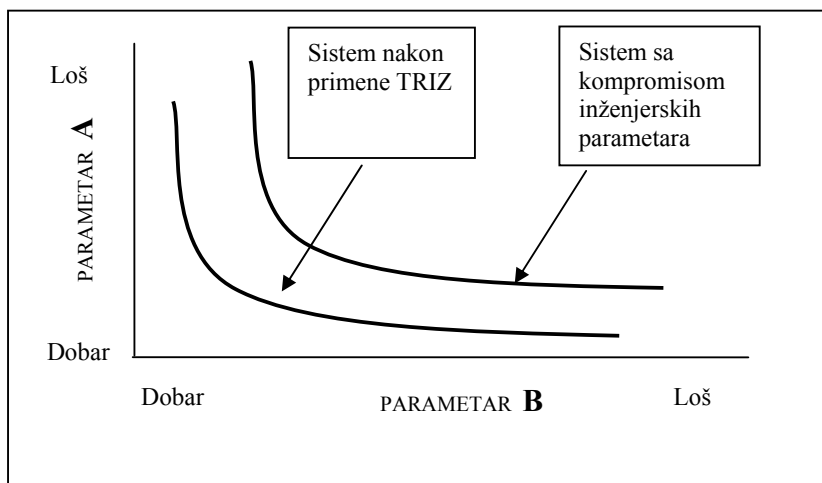 Sistem nakon
primene TRIZ
Sistem sa
kompromisom
inženjerskih
parametara
Loš
PARAMETAR A
Dobar
Dobar
PARAMETAR B
Loš